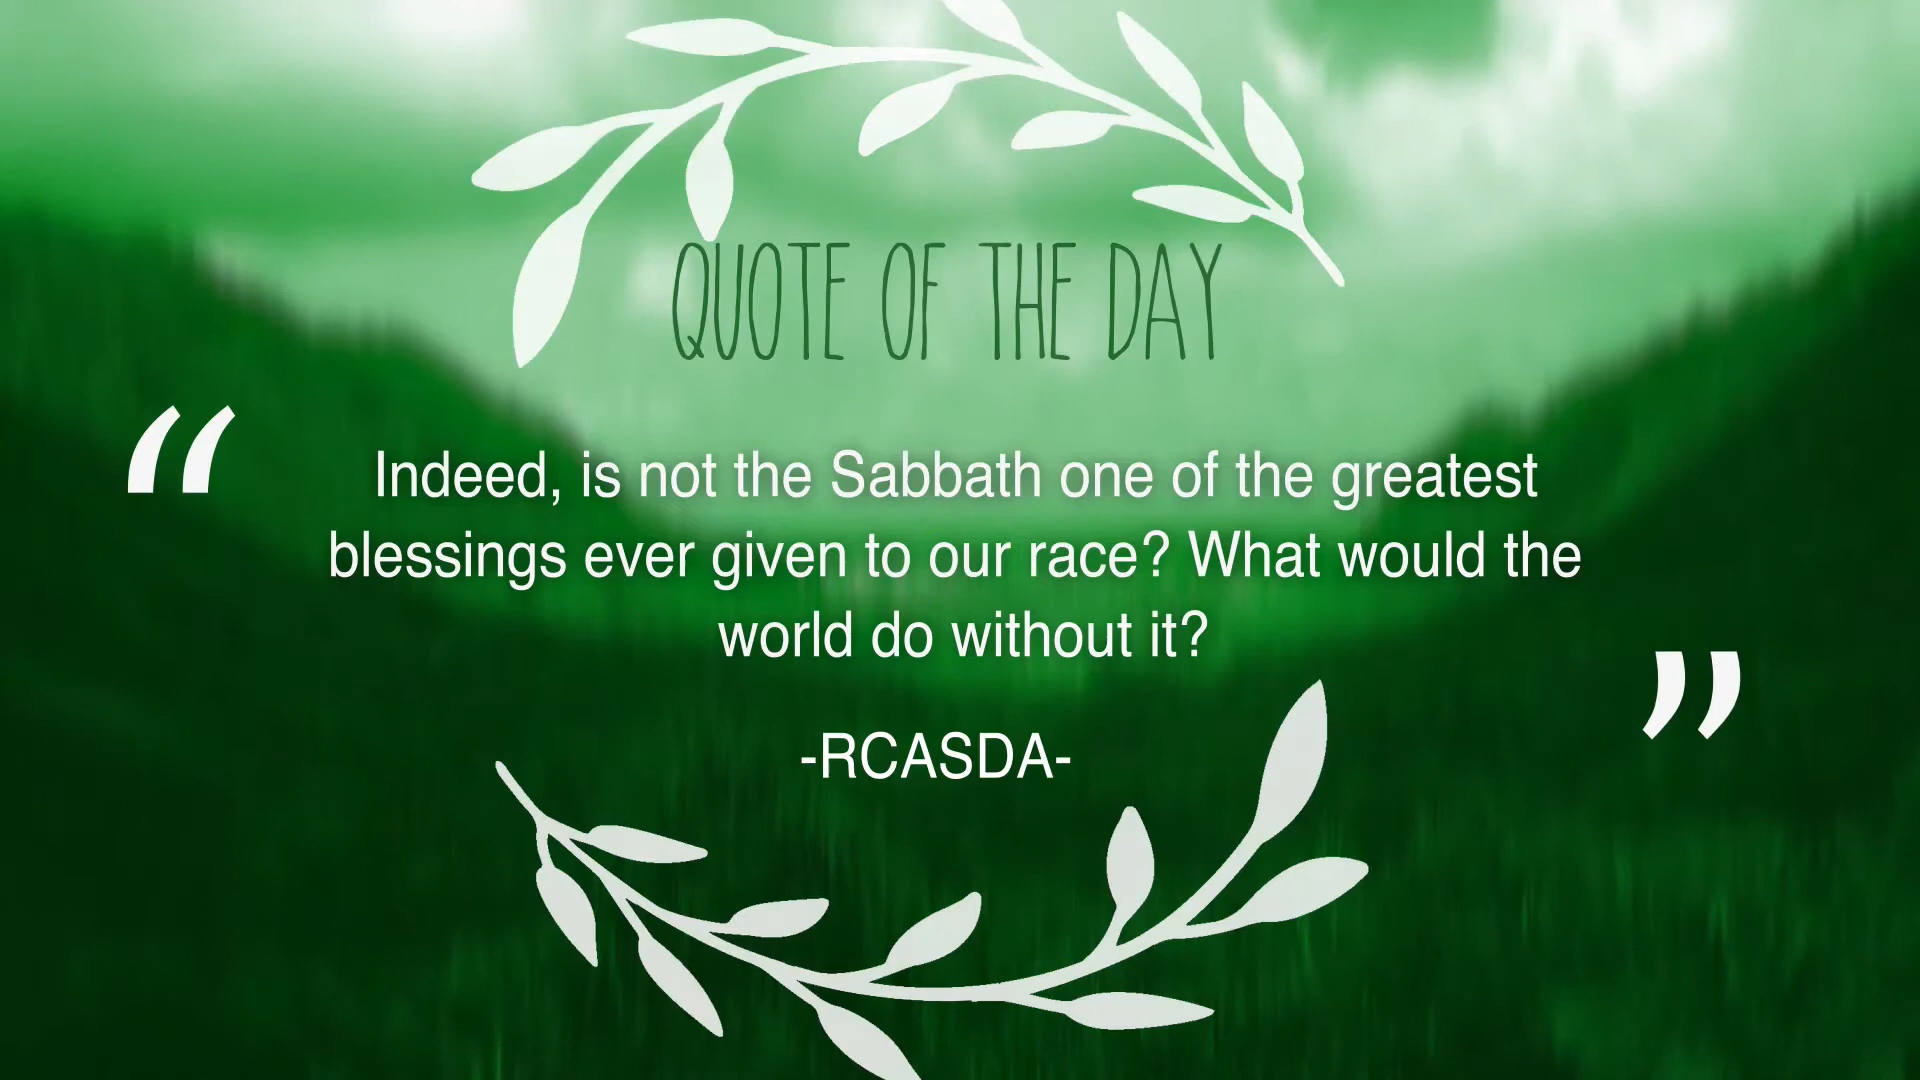 QUOTE OF THE DAY
“
Indeed, is not the Sabbath one of the greatest
blessings ever given to our race? What would the
world do without it?
”
-RCASDA-